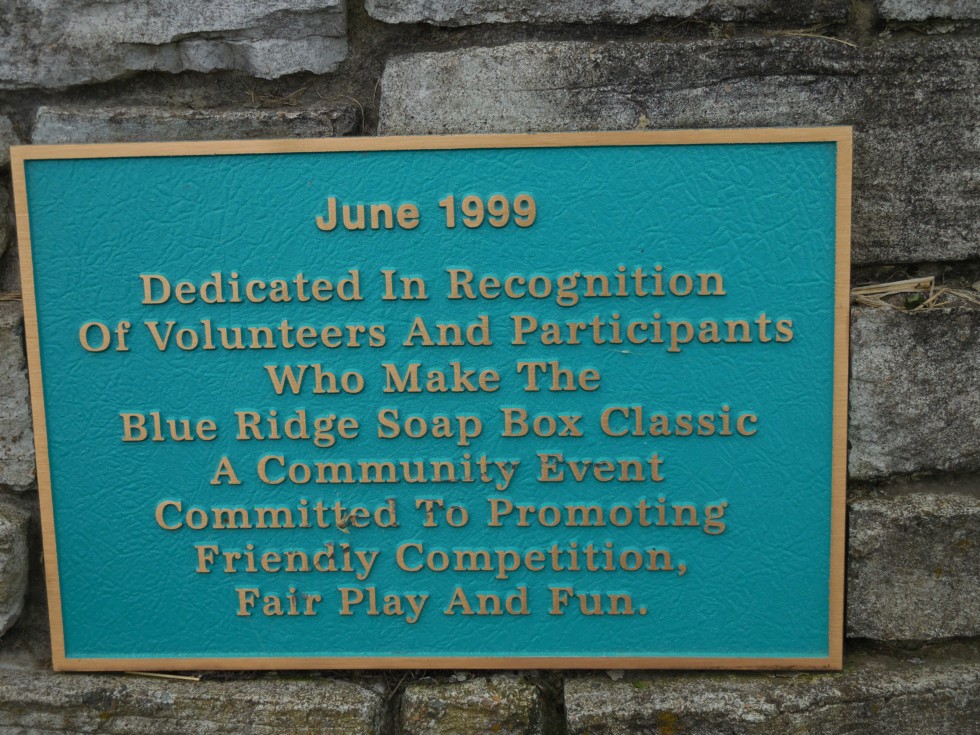 June 1999
Dedicated In Recognition
Of Volunteers And Participants
Who Make The
Blue Ridge Soap Box Classic
A Community Event
Committed To Promoting
Friendly Competition,
Fair Play And Fun.